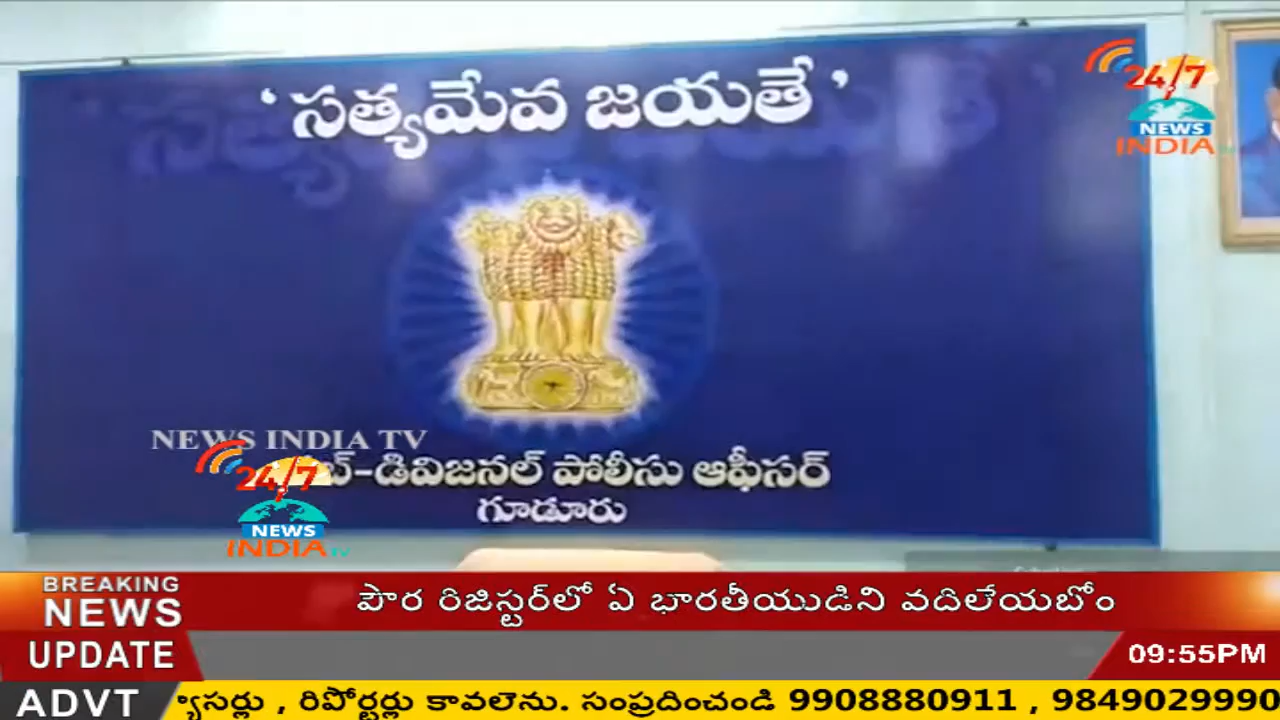 ‘సత్యమేవ జయతే’
24/7
NEWS
INDIA
NEWS INDIA TV
-డివిజనల్ పోలీసు ఆఫీసర్
24/7
NEWS
INDIA TV
గూడూరు
BREAKING
NEWS
పౌర రిజిస్టర్‌లో ఏ భారతీయుడిని వదిలేయబోం
UPDATE
09:55PM
ADVT
రిపోర్టర్లు కావలెను. సంప్రదించండి 9908880911 , 9849029990